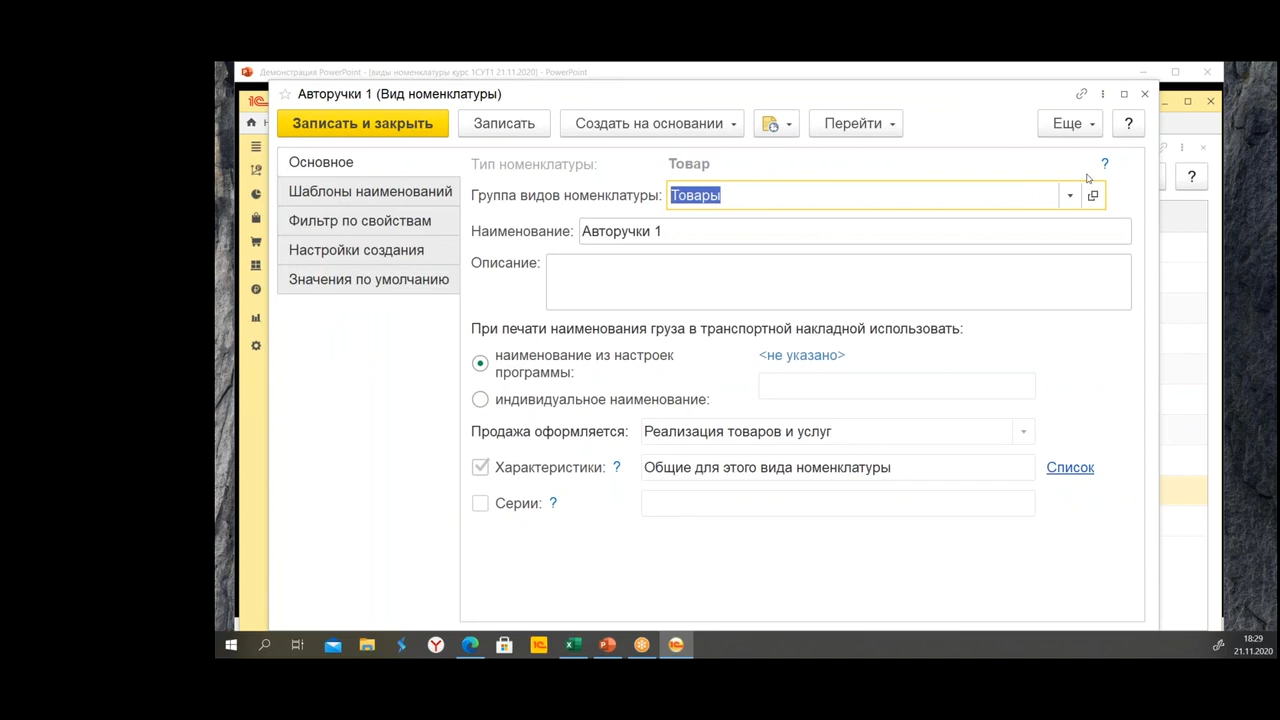 Демонстрация PowerPoint - [виды номенклатуры курс 1СУТ1 21.11.2020] - PowerPoint
Авторучки 1 (Вид номенклатуры)
Записать и закрыть
Записать
Создать на основании
Перейти
Еще
?
Основное
Тип номенклатуры:
Товар
?
?
Шаблоны наименований
Группа видов номенклатуры:
Товары
Фильтр по свойствам
Наименование:
Авторучки 1
Настройки создания
Описание:
Значения по умолчанию
При печати наименования груза в транспортной накладной использовать:
наименование из настроек
программы:
<не указано>
индивидуальное наименование:
Продажа оформляется:
Реализация товаров и услуг
Характеристики: ?
Общие для этого вида номенклатуры
Список
Серии: ?
18:29
21.11.2020